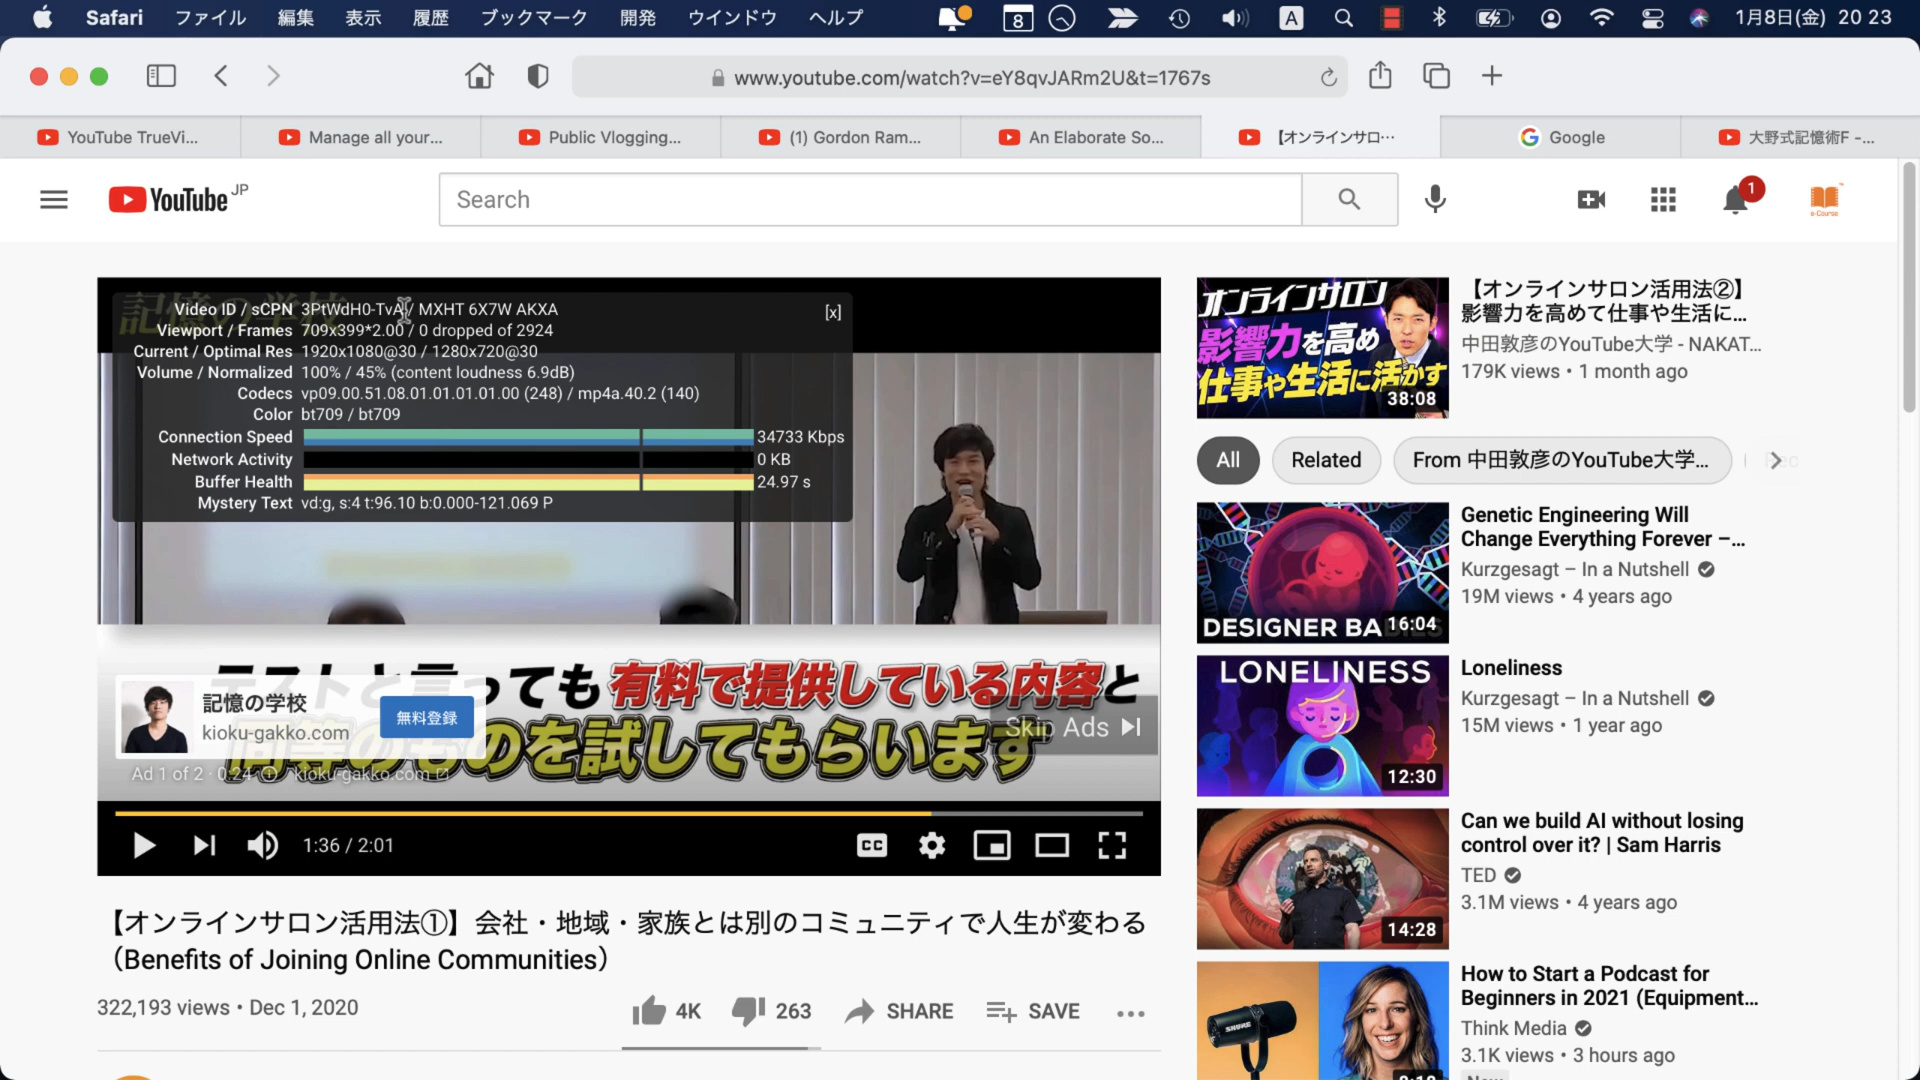 Safari ファイル 編集 表示 履歴 ブックマーク 開発 ウインドウ ヘルプ 8 A 1月8日(金) 20 23
www.youtube.com/watch?v=eY8qvJARm2U&t=1767s
YouTube TrueVi... Manage all your... Public Vlogging... (1) Gordon Ram... An Elaborate So... 【オンラインサロ… Google 大野式記憶術F -...
YouTube JP Search 1 e-Course
Video ID / sCPN 3PtWdH0-TvA / MXHT 6X7W AKXA [x]
Viewport / Frames 709x399*2.00 / 0 dropped of 2924
Current / Optimal Res 1920x1080@30 / 1280x720@30
Volume / Normalized 100% / 45% (content loudness 6.9dB)
Codecs vp09.00.51.08.01.01.01.01.00 (248) / mp4a.40.2 (140)
Color bt709 / bt709
Connection Speed 34733 Kbps
Network Activity 0 KB
Buffer Health 24.97 s
Mystery Text vd:g, s:4 t:96.10 b:0.000-121.069 P
テストと言っても有料で提供している内容と
同等のものを試してもらいます
記憶の学校
kioku-gakko.com
無料登録
Skip Ads
Ad 1 of 2 · 0:24 kioku-gakko.com
1:36 / 2:01
CC
【オンラインサロン活用法①】会社・地域・家族とは別のコミュニティで人生が変わる
（Benefits of Joining Online Communities）
322,193 views • Dec 1, 2020
4K 263 SHARE SAVE
オンラインサロン
影響力を高め
仕事や生活に活かす
38:08
【オンラインサロン活用法②】
影響力を高めて仕事や生活に...
中田敦彦のYouTube大学 - NAKAT...
179K views • 1 month ago
All Related From 中田敦彦のYouTube大学...
DESIGNER BABIES
16:04
Genetic Engineering Will
Change Everything Forever –...
Kurzgesagt – In a Nutshell
19M views • 4 years ago
LONELINESS
12:30
Loneliness
Kurzgesagt – In a Nutshell
15M views • 1 year ago
14:28
Can we build AI without losing
control over it? | Sam Harris
TED
3.1M views • 4 years ago
SHURE
How to Start a Podcast for
Beginners in 2021 (Equipment...
Think Media
3.1K views • 3 hours ago